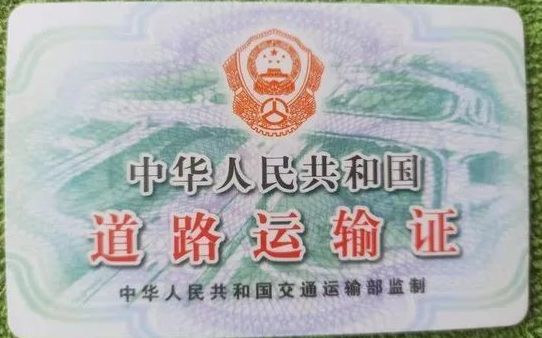 中华人民共和国
道路运输证
中华人民共和国交通运输部监制